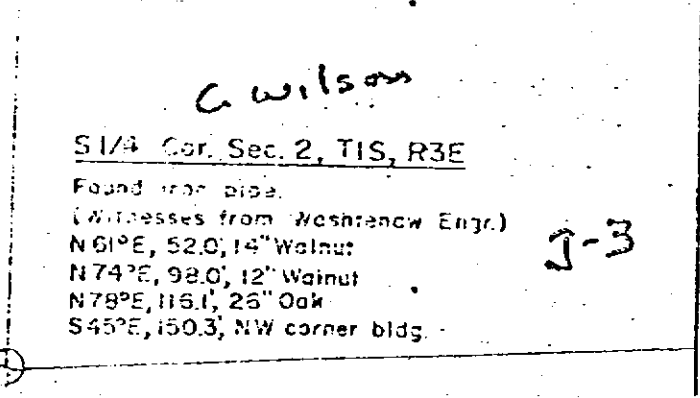 G Wilson
S 1/4 Cor. Sec. 2, T1S, R3E
Found iron pipe.
(Witnesses from Washtenaw Engr.)
N 61°E, 52.0', 14" Walnut
N 74°E, 98.0', 12" Walnut
N 78°E, 116.1', 26" Oak
S 45°E, 150.3', NW corner bldg.
J-3